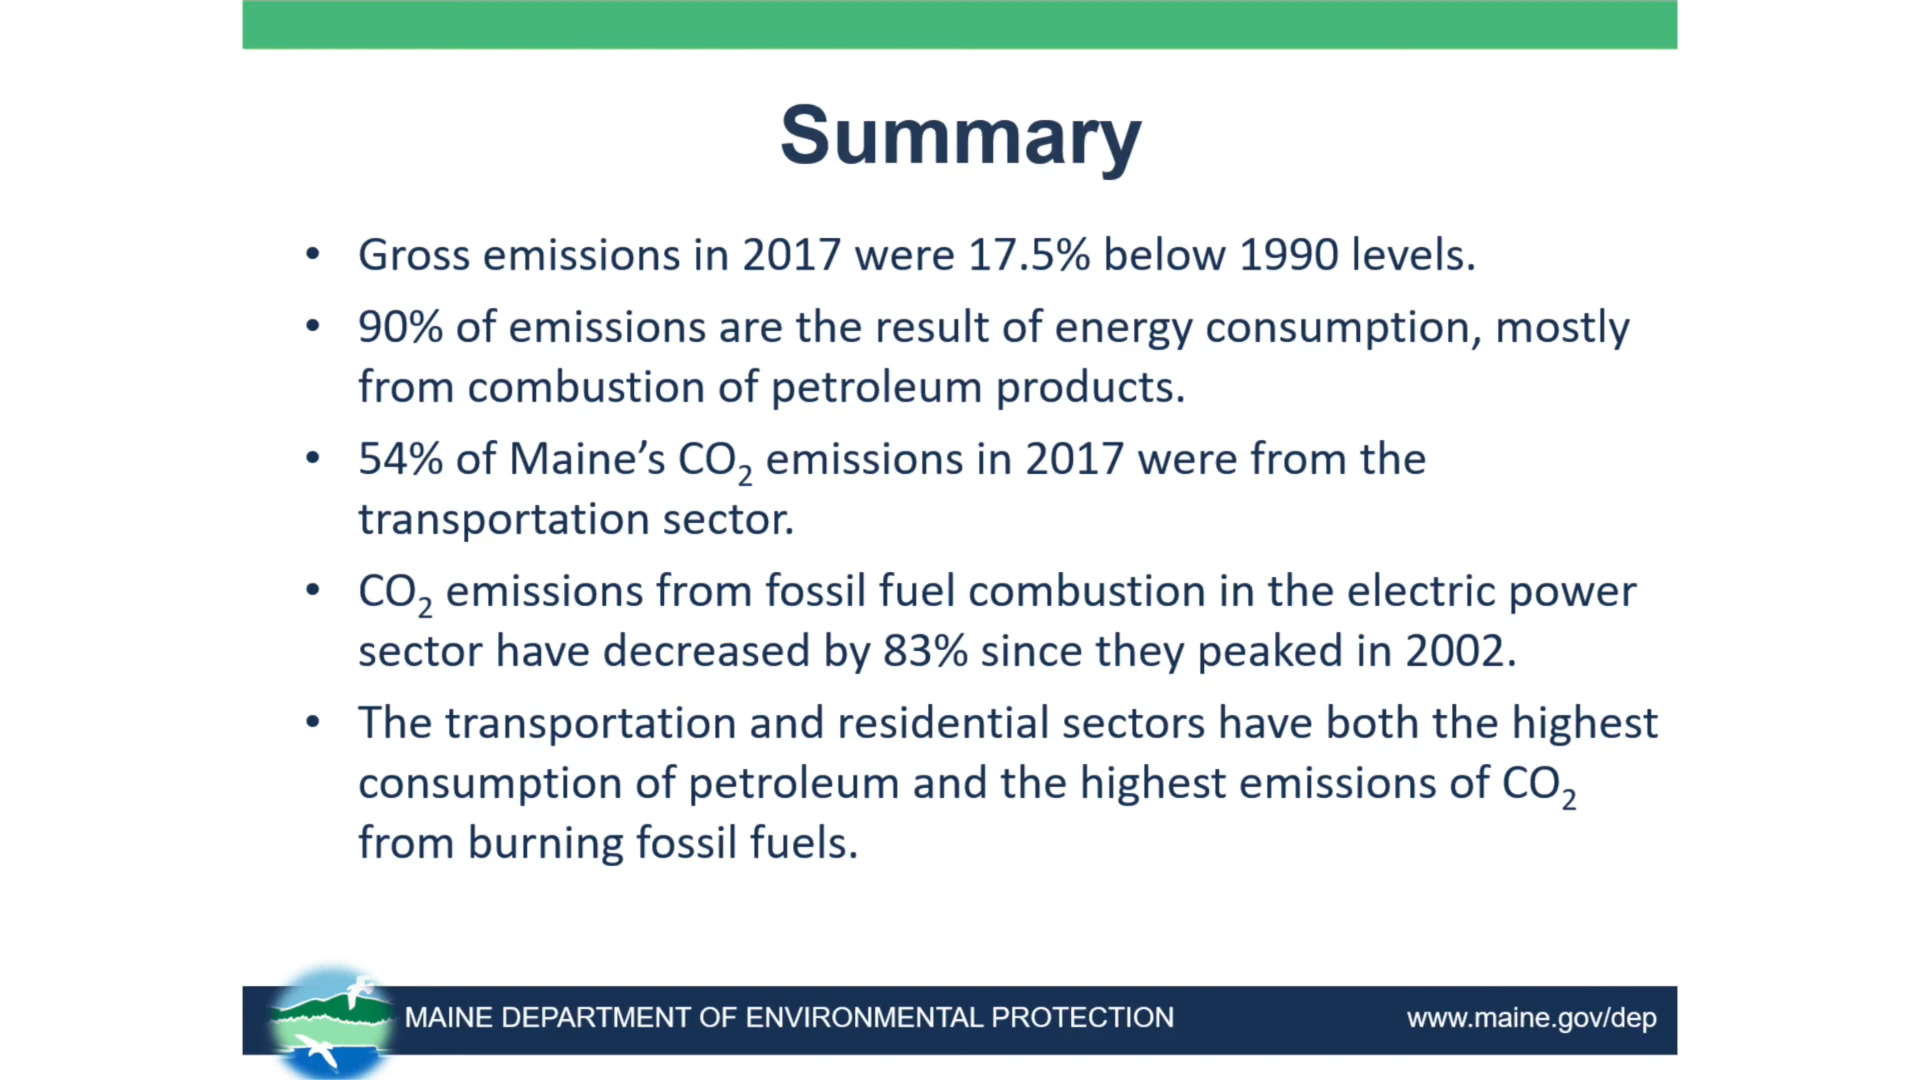 Summary
• Gross emissions in 2017 were 17.5% below 1990 levels.
• 90% of emissions are the result of energy consumption, mostly
from combustion of petroleum products.
• 54% of Maine’s CO₂ emissions in 2017 were from the
transportation sector.
• CO₂ emissions from fossil fuel combustion in the electric power
sector have decreased by 83% since they peaked in 2002.
• The transportation and residential sectors have both the highest
consumption of petroleum and the highest emissions of CO₂
from burning fossil fuels.
MAINE DEPARTMENT OF ENVIRONMENTAL PROTECTION
www.maine.gov/dep